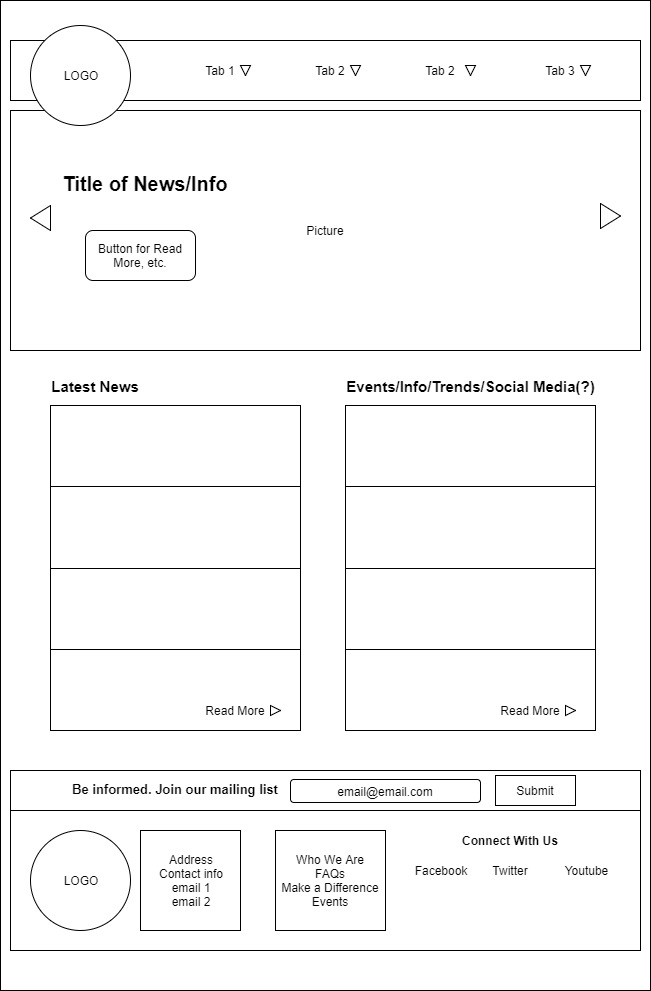 LOGO
Tab 1
Tab 2
Tab 2
Tab 3
Title of News/Info
Picture
Button for Read
More, etc.
Latest News
Events/Info/Trends/Social Media(?)
Read More
Read More
Be informed. Join our mailing list
email@email.com
Submit
LOGO
Address
Contact info
email 1
email 2
Who We Are
FAQs
Make a Difference
Events
Connect With Us
Facebook
Twitter
Youtube